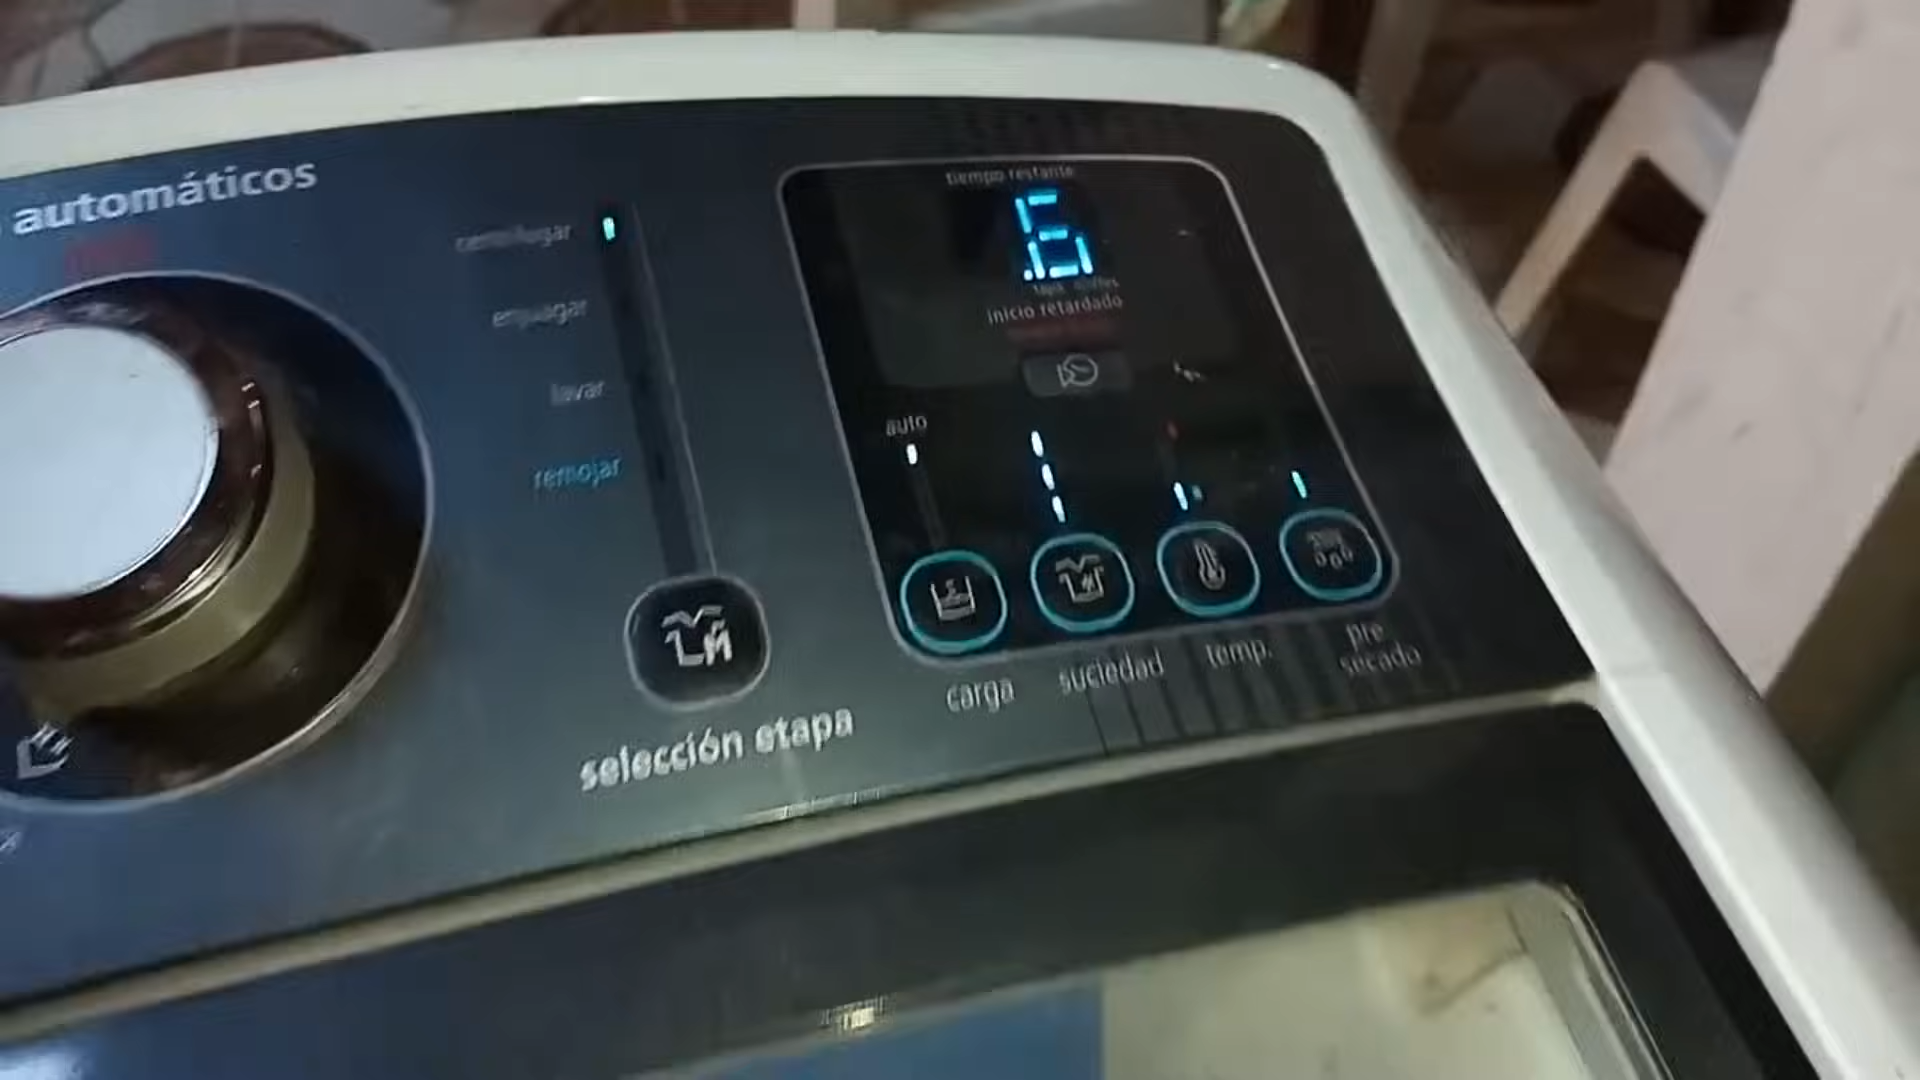 automáticos
centrifugar
enjuagar
lavar
remojar
selección etapa
tiempo restante
inicio retardado
auto
carga
suciedad
temp.
pre
secado